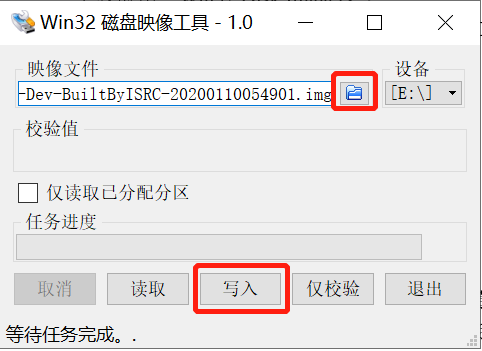 Win32 磁盘映像工具 - 1.0
映像文件
设备
-Dev-BuiltByISRC-20200110054901.img
[E:\]
校验值
仅读取已分配分区
任务进度
取消 读取 写入 仅校验 退出
等待任务完成。.